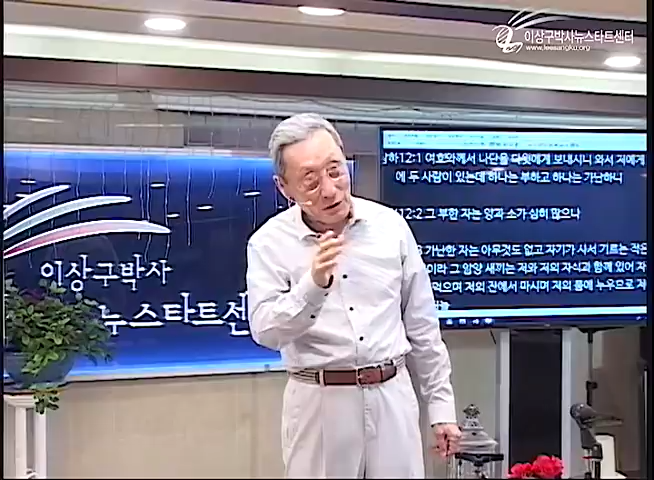 이상구박사뉴스타트센터
www.leesangku.org
하12:1 여호와께서 나단을 다윗에게 보내시니 와서 저에게
에 두 사람이 있는데 하나는 부하고 하나는 가난하니
12:2 그 부한 자는 양과 소가 심히 많으나
3 가난한 자는 아무것도 없고 자기가 사서 기르는 작은
이라 그 암양 새끼는 저와 저의 자식과 함께 있어 자
먹으며 저의 잔에서 마시며 저의 품에 누우므로 저
이상구박사
뉴스타트센